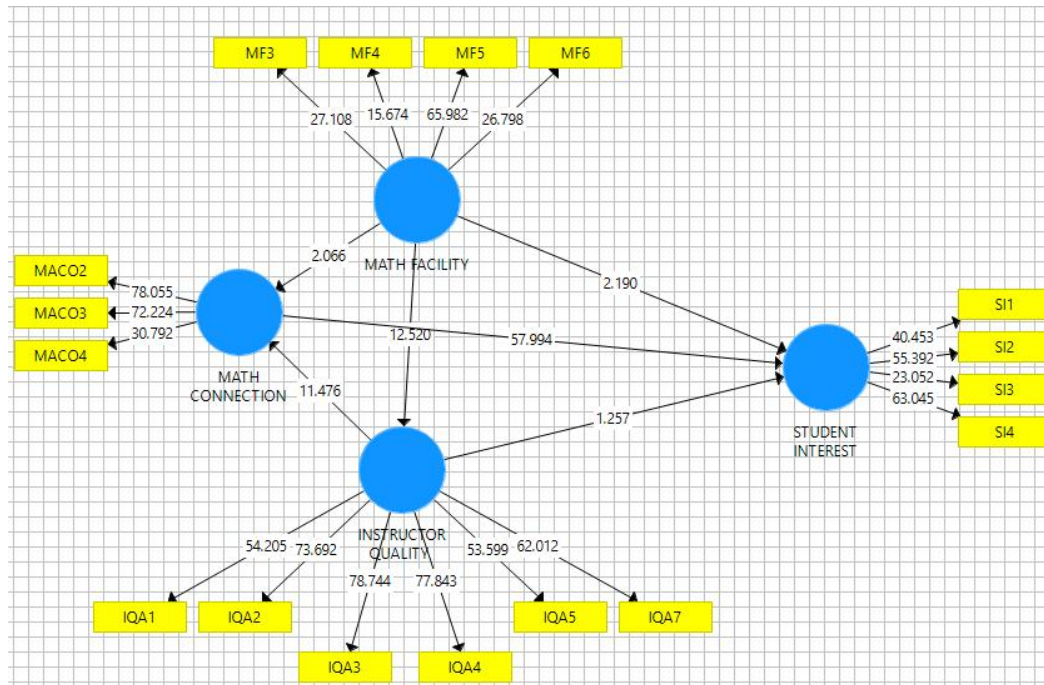 MF3 MF4 MF5 MF6
27.108 15.674 65.982 26.798
MATH FACILITY
2.066
2.190
MACO2
MACO3
MACO4
78.055
72.224
30.792
12.520
57.994
MATH
CONNECTION
11.476
1.257
SI1
SI2
SI3
SI4
40.453
55.392
23.052
63.045
STUDENT
INTEREST
INSTRUCTOR
QUALITY
54.205 73.692 78.744 77.843 53.599 62.012
IQA1 IQA2 IQA5 IQA7
IQA3 IQA4